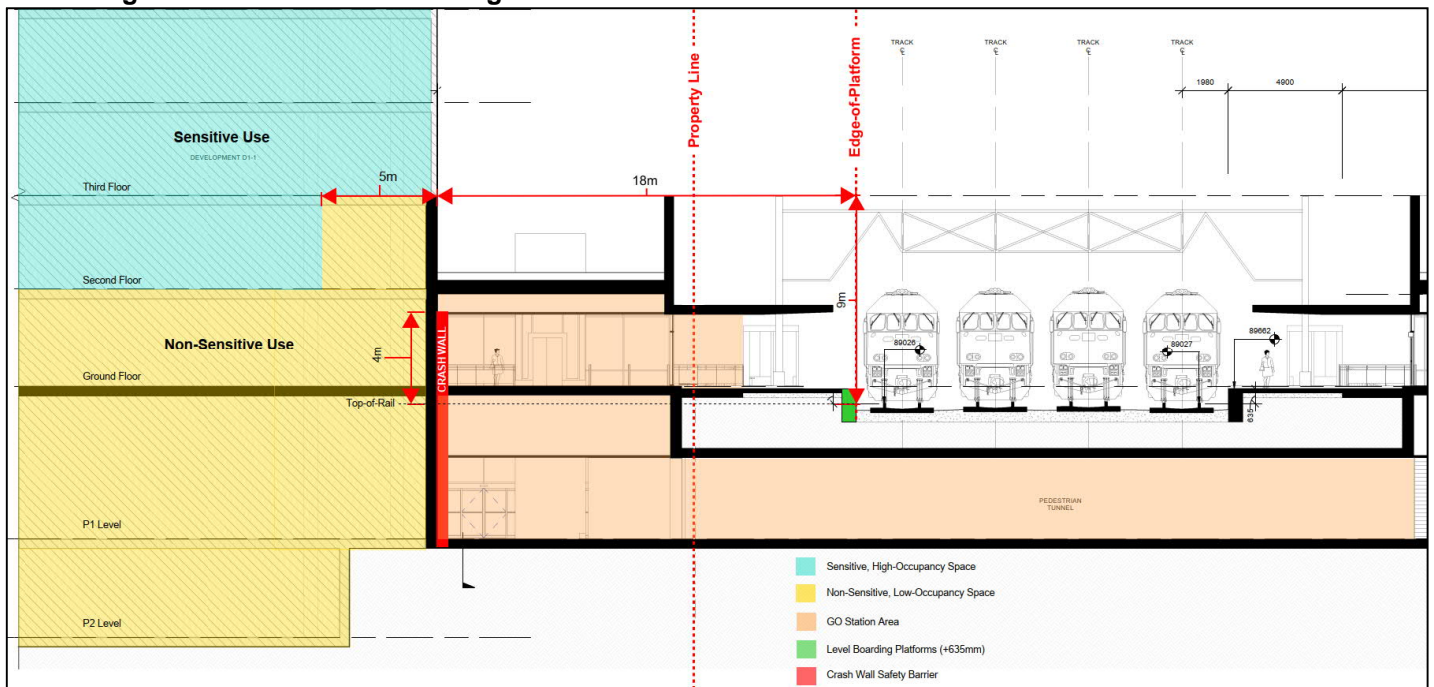 Property Line
Edge-of-Platform
TRACK
℄
TRACK
℄
TRACK
℄
TRACK
℄
1980
4900
Sensitive Use
DEVELOPMENT D1-1
5m
18m
Third Floor
Second Floor
9m
Non-Sensitive Use
4m
CRASH WALL
89026
89027
89662
Ground Floor
Top-of-Rail
635
PEDESTRIAN
TUNNEL
P1 Level
P2 Level
Sensitive, High-Occupancy Space
Non-Sensitive, Low-Occupancy Space
GO Station Area
Level Boarding Platforms (+635mm)
Crash Wall Safety Barrier